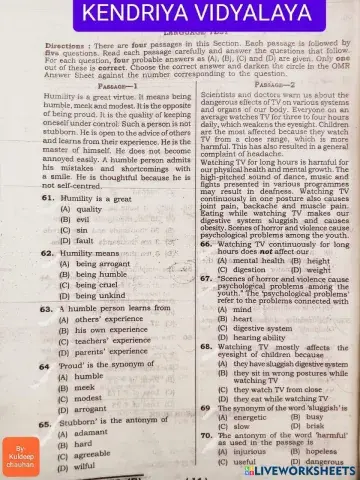 KENDRIYA VIDYALAYA
LANGUAGE TEST
Directions : There are four passages in this Section. Each passage is followed by
five questions. Read each passage carefully and answer the questions that follow.
For each question, four probable answers as (A), (B), (C) and (D) are given. Only one
out of these is correct. Choose the correct answer and darken the circle in the OMR
Answer Sheet against the number corresponding to the question.
PASSAGE—1
Humility is a great virtue. It means being
humble, meek and modest. It is the opposite
of being proud. It is the quality of keeping
oneself under control. Such a person is not
stubborn. He is open to the advice of others
and learns from their experience. He is the
master of himself. He does not become
annoyed easily. A humble person admits
his mistakes and shortcomings with
a smile. He is thoughtful because he is
not self-centred.
61. Humility is a great
(A) quality
(B) evil
(C) sin
(D) fault
62. Humility means
(A) being arrogant
(B) being humble
(C) being cruel
(D) being unkind
63. A humble person learns from
(A) others' experience
(B) his own experience
(C) teachers' experience
(D) parents' experience
64 'Proud' is the synonym of
(A) humble
(B) meek
(C) modest
(D) arrogant
65. 'Stubborn' is the antonym of
(A) adamant
(B) hard
(C) agreeable
(D) wilful
PASSAGE—2
Scientists and doctors warn us about the
dangerous effects of TV on various systems
and organs of our body. Everyone on an
average watches TV for three to four hours
daily, which weakens the eyesight. Children
are the most affected because they watch
TV from a close range, which is more
harmful. This has also resulted in a general
complaint of headache.
Watching TV for long hours is harmful for
our physical health and mental growth. The
high-pitched sound of dance, music and
fights presented in various programmes
may result in deafness. Watching TV
continuously in one posture also causes
joint pain, backache and muscle pain.
Eating while watching TV makes our
digestive system sluggish and causes
obesity. Scenes of horror and violence cause
psychological problems among the youth.
66. Watching TV continuously for long
hours does not affect our
(A) mental health (B) height
(C) digestion (D) weight
67. "Scenes of horror and violence cause
psychological problems among the
youth." The 'psychological problems'
refer to the problems connected with
(A) mind
(B) heart
(C) digestive system
(D) hearing ability
68. Watching TV mostly affects the
eyesight of children because
(A) they have sluggish digestive system
(B) they sit in wrong postures while
watching TV
(C) they watch TV from close
(D) they eat while watching TV
69 The synonym of the word 'sluggish' is
(A) energetic (B) busy
(C) slow (D) brisk
70. The antonym of the word 'harmful'
as used in the passage is
(A) injurious (B) hopeless
(C) useful (D) dangerous
By:
Kuldeep
chauhan.
LIVEWORKSHEETS